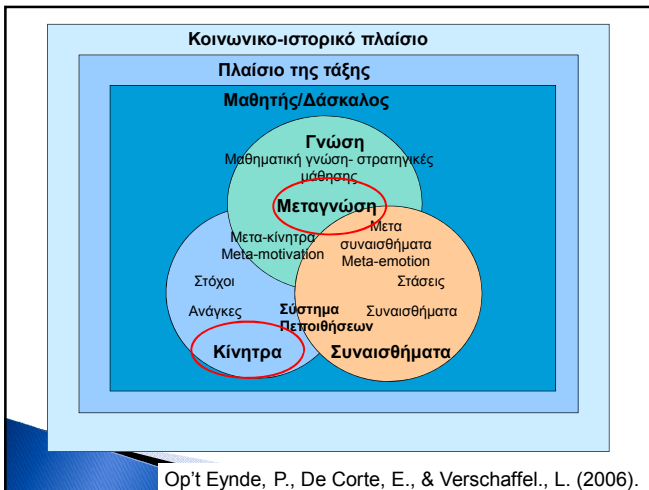 Κοινωνικο-ιστορικό πλαίσιο
Πλαίσιο της τάξης
Μαθητής/Δάσκαλος
Γνώση
Μαθηματική γνώση- στρατηγικές
μάθησης
Μεταγνώση
Μετα-κίνητρα
Meta-motivation
Μετα
συναισθήματα
Meta-emotion
Στόχοι
Στάσεις
Ανάγκες
Σύστημα
Πεποιθήσεων
Συναισθήματα
Κίνητρα
Συναισθήματα
Op't Eynde, P., De Corte, E., & Verschaffel., L. (2006).